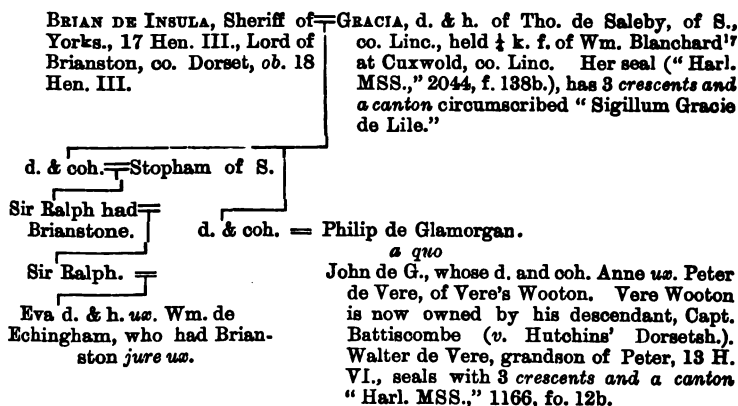 BRIAN DE INSULA, Sheriff of
Yorks., 17 Hen. III., Lord of
Brianston, co. Dorset, ob. 18
Hen. III.
GRACIA, d. & h. of Tho. de Saleby, of S.,
co. Linc., held ¼ k. f. of Wm. Blanchard¹⁷
at Cuxwold, co. Linc. Her seal (“Harl.
MSS.,” 2044, f. 138b.), has 3 crescents and
a canton circumscribed “Sigillum Gracie
de Lile.”
d. & coh.═Stopham of S.
Sir Ralph had═
Brianstone.
d. & coh. = Philip de Glamorgan.
a quo
Sir Ralph. ═
John de G., whose d. and coh. Anne ux. Peter
de Vere, of Vere's Wooton. Vere Wooton
is now owned by his descendant, Capt.
Battiscombe (v. Hutchins' Dorsetsh.).
Walter de Vere, grandson of Peter, 13 H.
VI., seals with 3 crescents and a canton
“Harl. MSS.,” 1166, fo. 12b.
Eva d. & h. ux. Wm. de
Echingham, who had Brian-
ston jure ux.